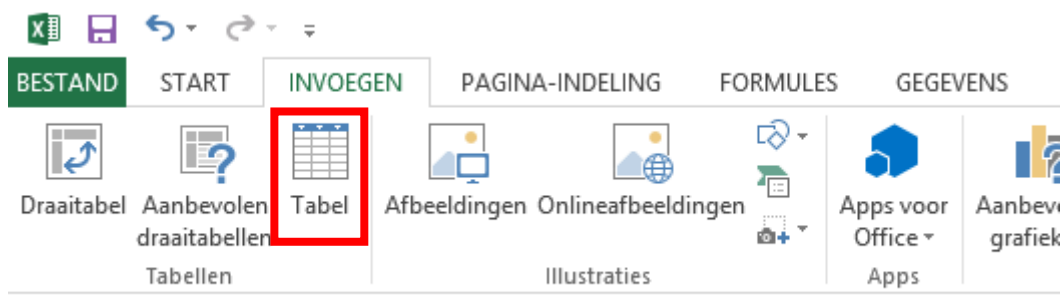 BESTAND START INVOEGEN PAGINA-INDELING FORMULES GEGEVENS
Draaitabel Aanbevolen draaitabellen Tabel Afbeeldingen Onlineafbeeldingen Apps voor Office
Tabellen Illustraties Apps